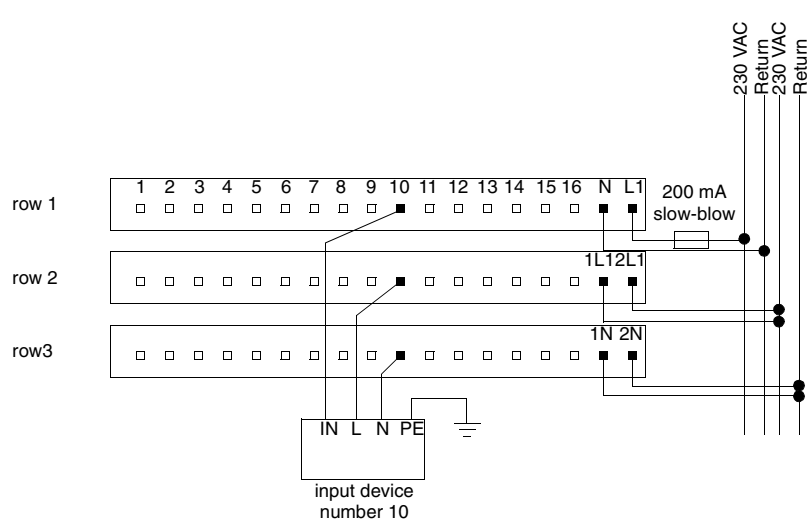 230 VAC
Return
230 VAC
Return
row 1
1 2 3 4 5 6 7 8 9 10 11 12 13 14 15 16 N L1
200 mA
slow-blow
row 2
1L12L1
row3
1N 2N
IN L N PE
input device
number 10